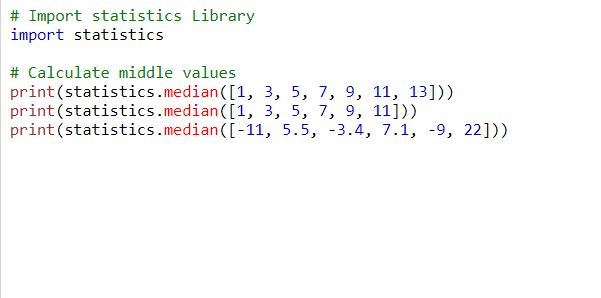 # Import statistics Library
import statistics

# Calculate middle values
print(statistics.median([1, 3, 5, 7, 9, 11, 13]))
print(statistics.median([1, 3, 5, 7, 9, 11]))
print(statistics.median([-11, 5.5, -3.4, 7.1, -9, 22]))